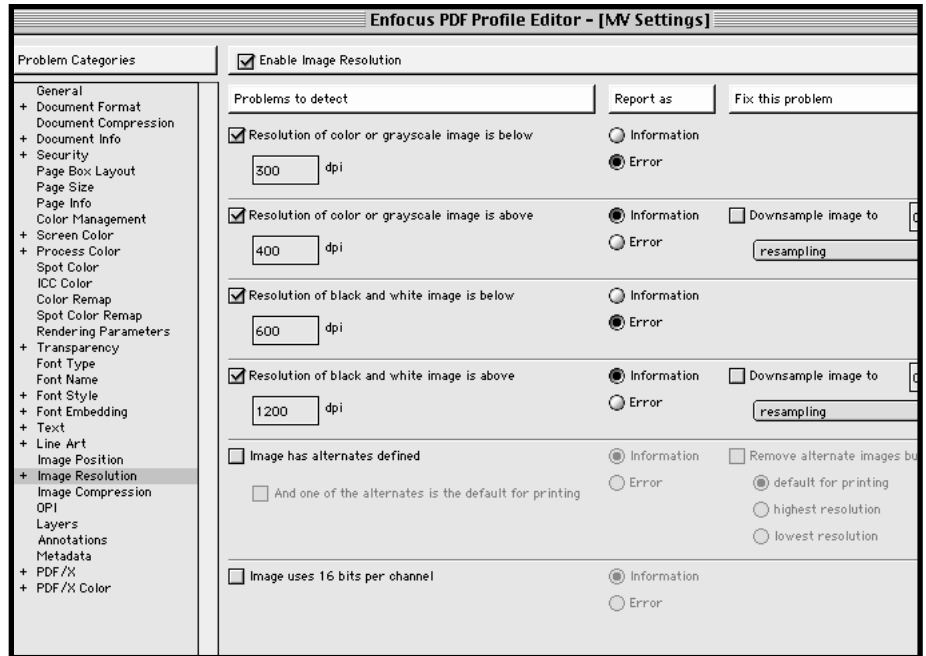 Enfocus PDF Profile Editor - [MV Settings]
Problem Categories
General
+ Document Format
Document Compression
+ Document Info
+ Security
Page Box Layout
Page Size
Page Info
Color Management
+ Screen Color
+ Process Color
Spot Color
ICC Color
Color Remap
Spot Color Remap
Rendering Parameters
+ Transparency
Font Type
Font Name
+ Font Style
+ Font Embedding
+ Text
+ Line Art
Image Position
+ Image Resolution
Image Compression
OPI
Layers
Annotations
Metadata
+ PDF/X
+ PDF/X Color
Enable Image Resolution
Problems to detect
Report as
Fix this problem
Resolution of color or grayscale image is below
300 dpi
Information
Error
Resolution of color or grayscale image is above
400 dpi
Information
Error
Downsample image to
resampling
Resolution of black and white image is below
600 dpi
Information
Error
Resolution of black and white image is above
1200 dpi
Information
Error
Downsample image to
resampling
Image has alternates defined
And one of the alternates is the default for printing
Information
Error
Remove alternate images bu
default for printing
highest resolution
lowest resolution
Image uses 16 bits per channel
Information
Error